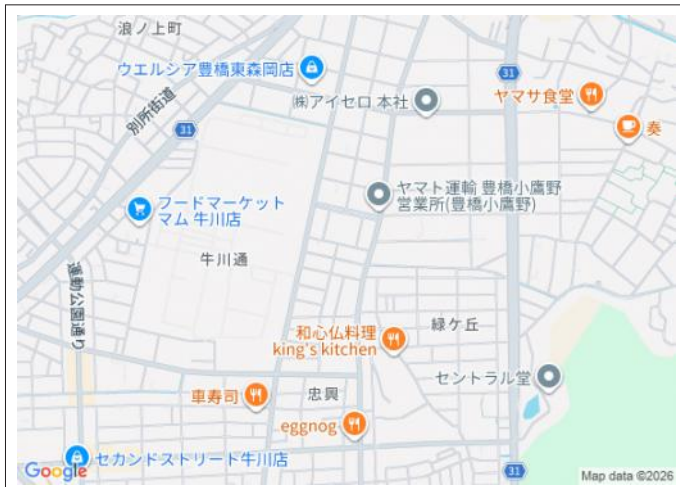 浪ノ上町
ウエルシア豊橋東森岡店
31
別所街道
㈱アイセロ 本社
ヤマサ食堂
奏
31
フードマーケット
マム 牛川店
ヤマト運輸 豊橋小鷹野
営業所(豊橋小鷹野)
牛川通
運動公園通り
和心仏料理
king's kitchen
緑ケ丘
セントラル堂
車寿司
忠興
eggnog
セカンドストリート牛川店
31
Google
Map data ©2026